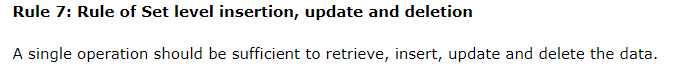 Rule 7: Rule of Set level insertion, update and deletion
A single operation should be sufficient to retrieve, insert, update and delete the data.